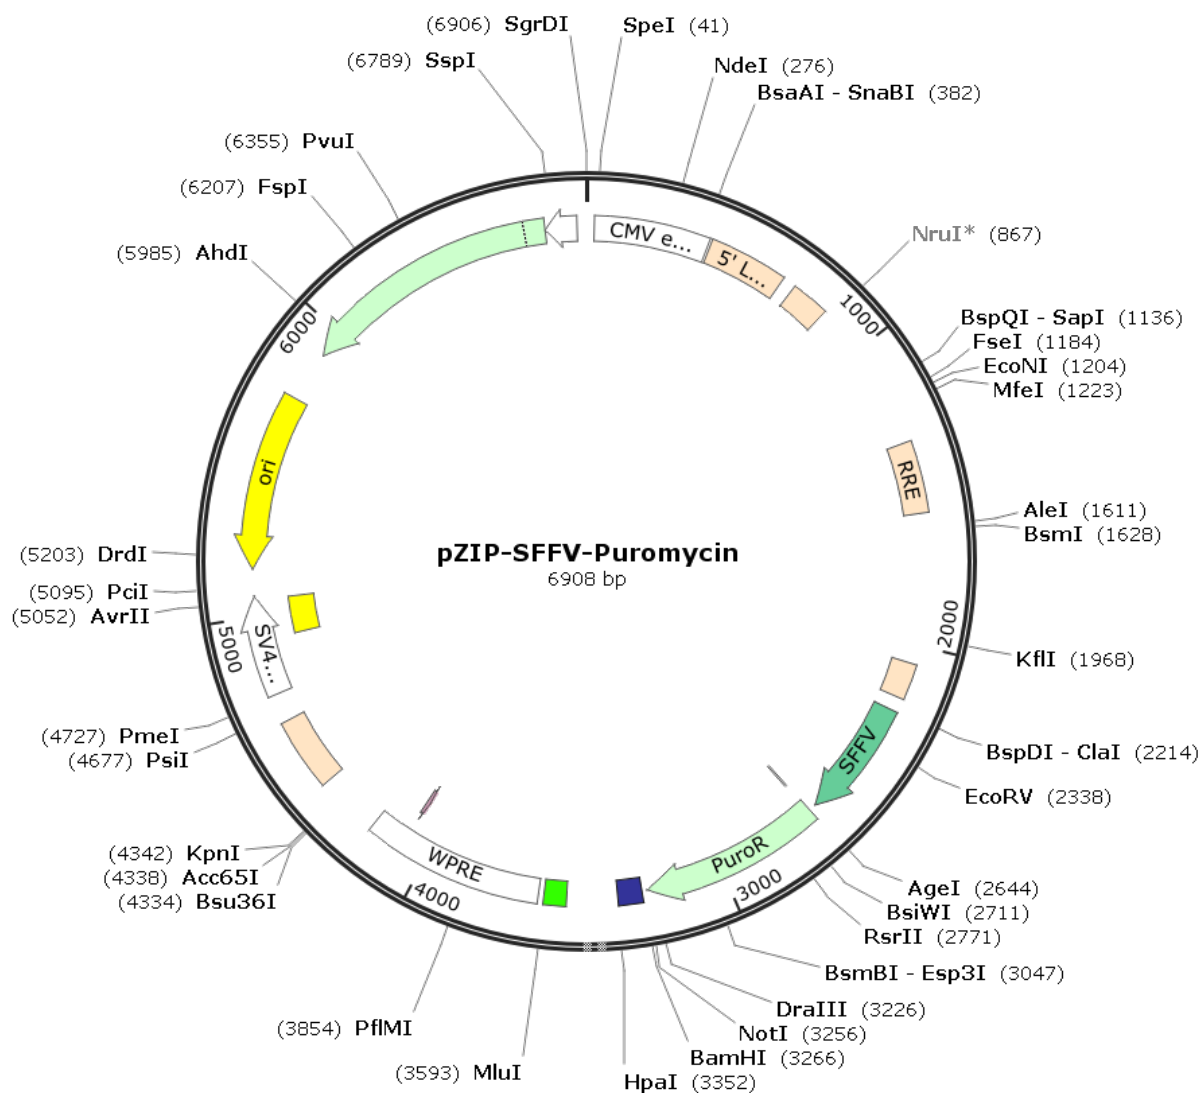 (6906) SgrDI
SpeI (41)
(6789) SspI
NdeI (276)
BsaAI - SnaBI (382)
(6355) PvuI
(6207) FspI
NruI* (867)
(5985) AhdI
CMV e...
5' L...
1000
BspQI - SapI (1136)
FseI (1184)
EcoNI (1204)
MfeI (1223)
6000
ori
RRE
AleI (1611)
BsmI (1628)
pZIP-SFFV-Puromycin
6908 bp
(5203) DrdI
(5095) PciI
(5052) AvrII
SV4...
5000
2000
KflI (1968)
(4727) PmeI
(4677) PsiI
SFFV
BspDI - ClaI (2214)
EcoRV (2338)
(4342) KpnI
(4338) Acc65I
(4334) Bsu36I
WPRE
PuroR
4000
3000
AgeI (2644)
BsiWI (2711)
RsrII (2771)
BsmBI - Esp3I (3047)
DraIII (3226)
NotI (3256)
BamHI (3266)
HpaI (3352)
(3854) PflMI
(3593) MluI